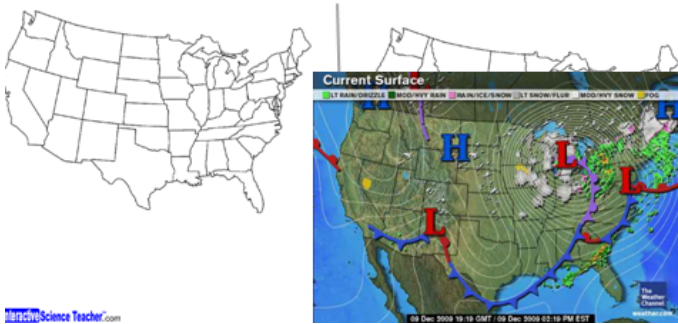 Current Surface
LT RAIN/DRIZZLE MOD/HVY RAIN RAIN/ICE/SNOW LT SNOW/FLUR MOD/HVY SNOW FOG
H
H
H
L
L
L
The
Weather
Channel
weather.com
09 Dec 2009 19:19 GMT / 09 Dec 2009 02:19 PM EST
nteractive Science Teacher.com